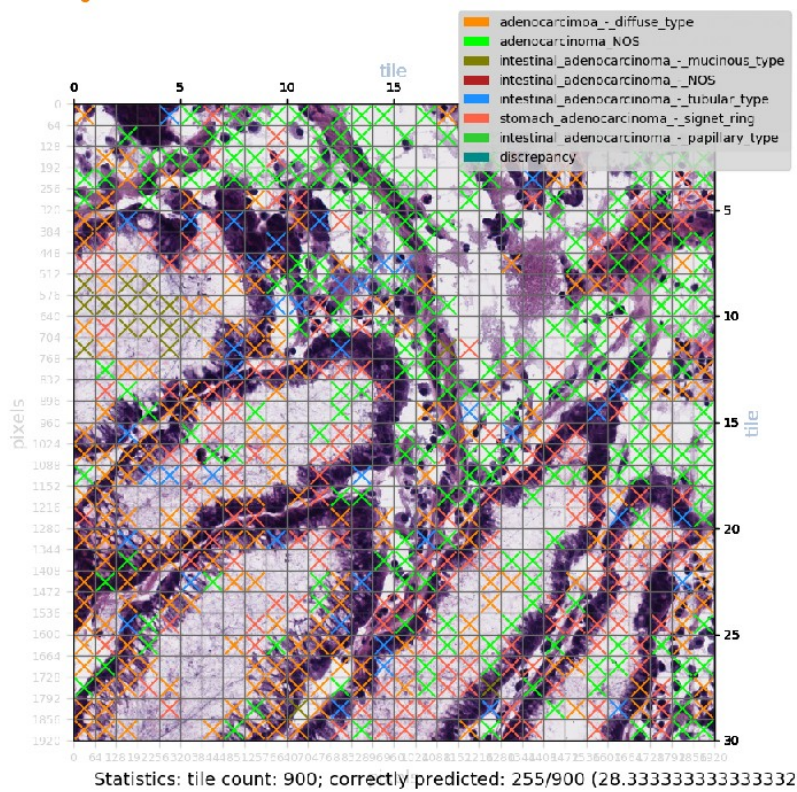 adenocarcimoa_-_diffuse_type
adenocarcinoma_NOS
intestinal_adenocarcinoma_-_mucinous_type
intestinal_adenocarcinoma_-_NOS
intestinal_adenocarcinoma_-_tubular_type
stomach_adenocarcinoma_-_signet_ring
intestinal_adenocarcinoma_-_papillary_type
discrepancy
tile
0 5 10 15
0
64
128
192
256
320
384
448
512
576
640
704
768
832
896
960
1024
1088
1152
1216
1280
1344
1408
1472
1536
1600
1664
1728
1792
1856
1920
pixels
5
10
15
20
25
30
tile
Statistics: tile count: 900; correctly predicted: 255/900 (28.333333333333332